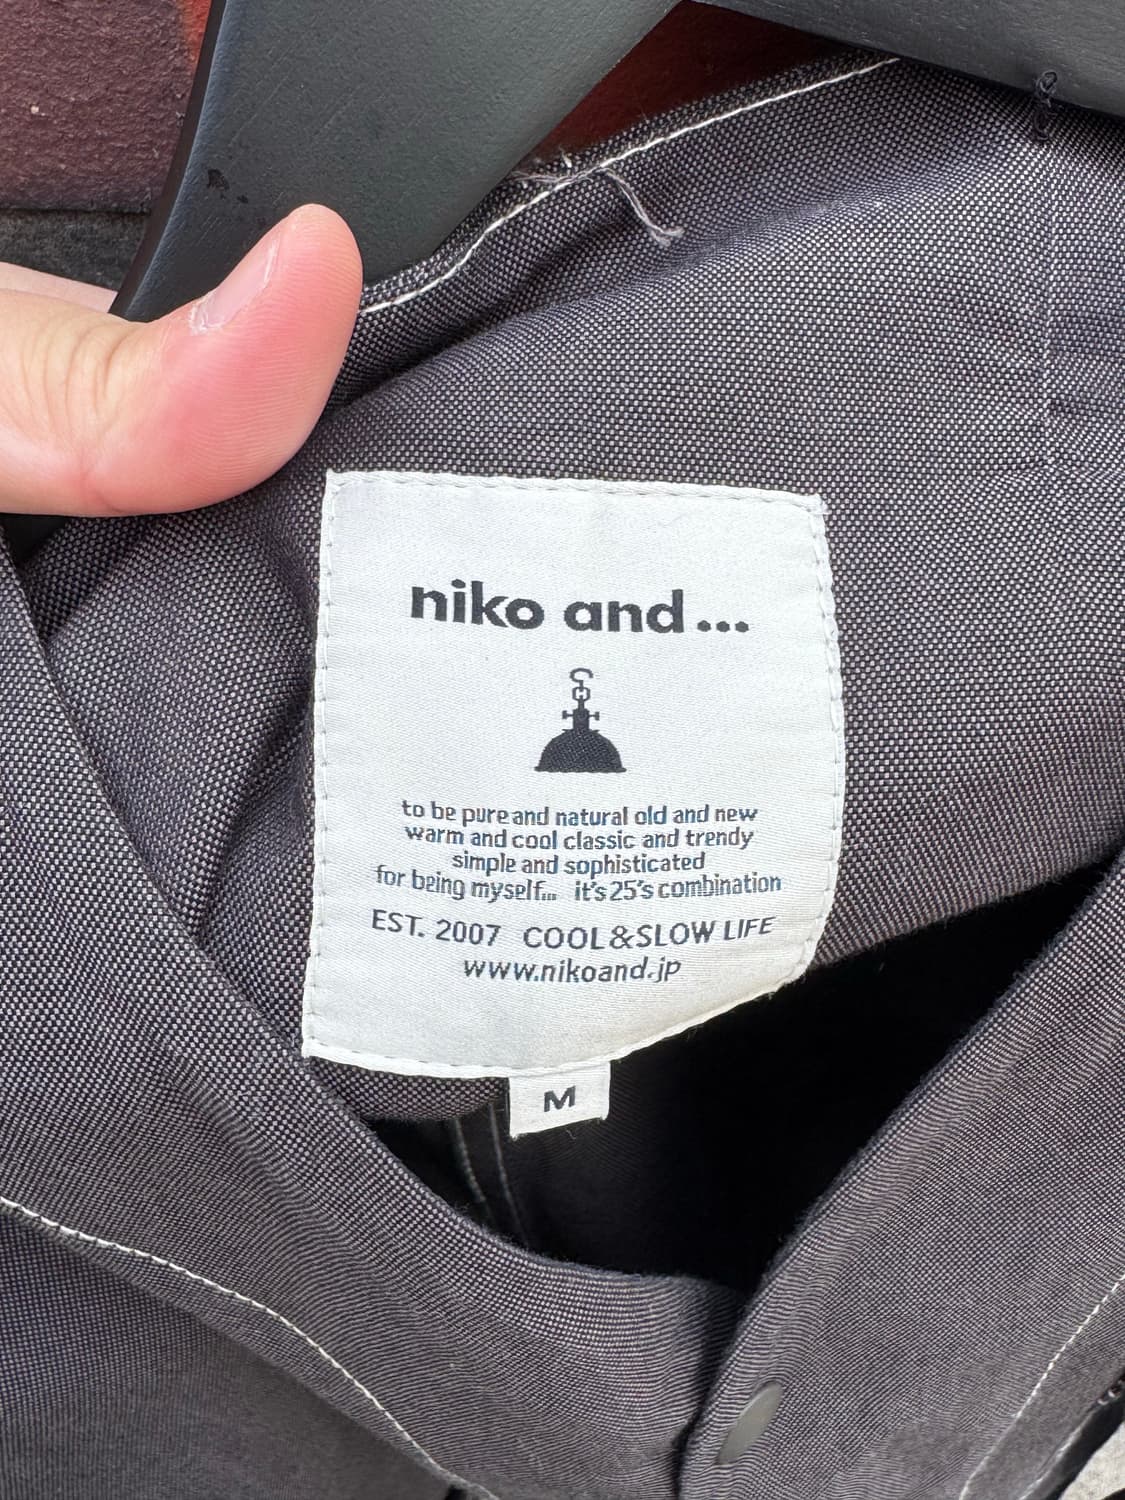 niko and...
to be pure and natural old and new
warm and cool classic and trendy
simple and sophisticated
for being myself... it's 25's combination
EST. 2007 COOL&SLOW LIFE
www.nikoand.jp
M